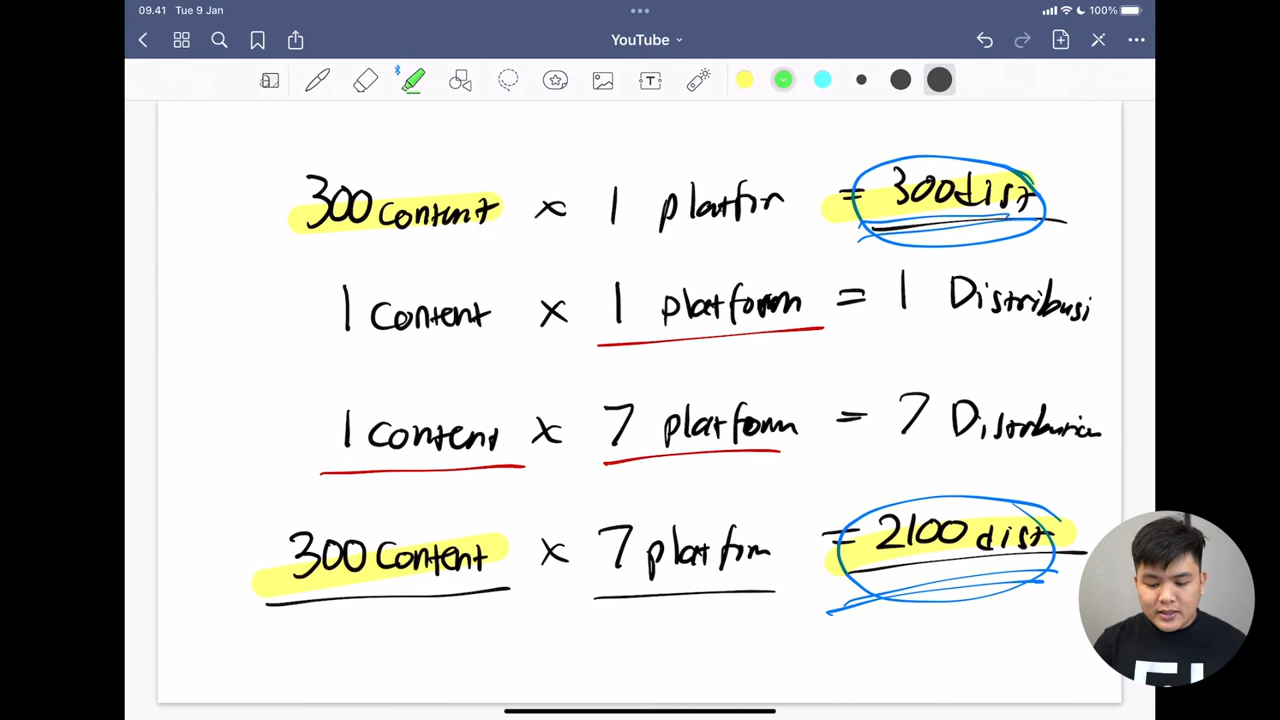 09.41 Tue 9 Jan 100%
YouTube
300 content x 1 platfrm = 300 dist
1 Content x 1 platform = 1 Distribusi
1 content x 7 platform = 7 Distribution
300 Content x 7 platfrm = 2100 dist